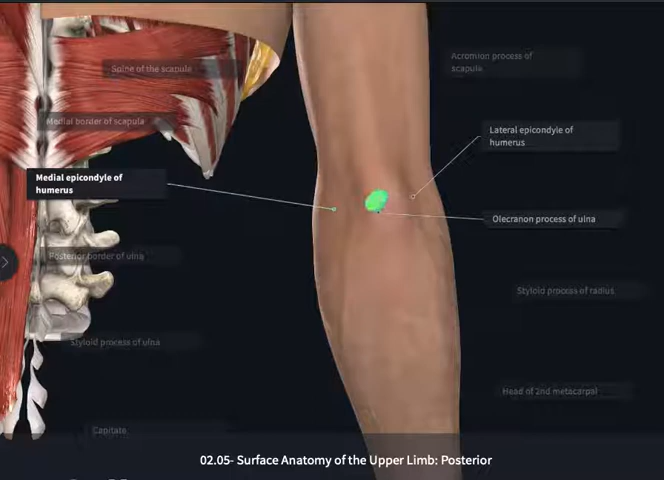 Spine of the scapule
Acromion process of
scapula
Medial border of scapula
Lateral epicondyle of
humerus
Medial epicondyle of
humerus
Olecranon process of ulna
Posterior border of ulna
Styloid process of radius
Styloid process of ulna
Head of 2nd metacarpal
Capitate
02.05- Surface Anatomy of the Upper Limb: Posterior